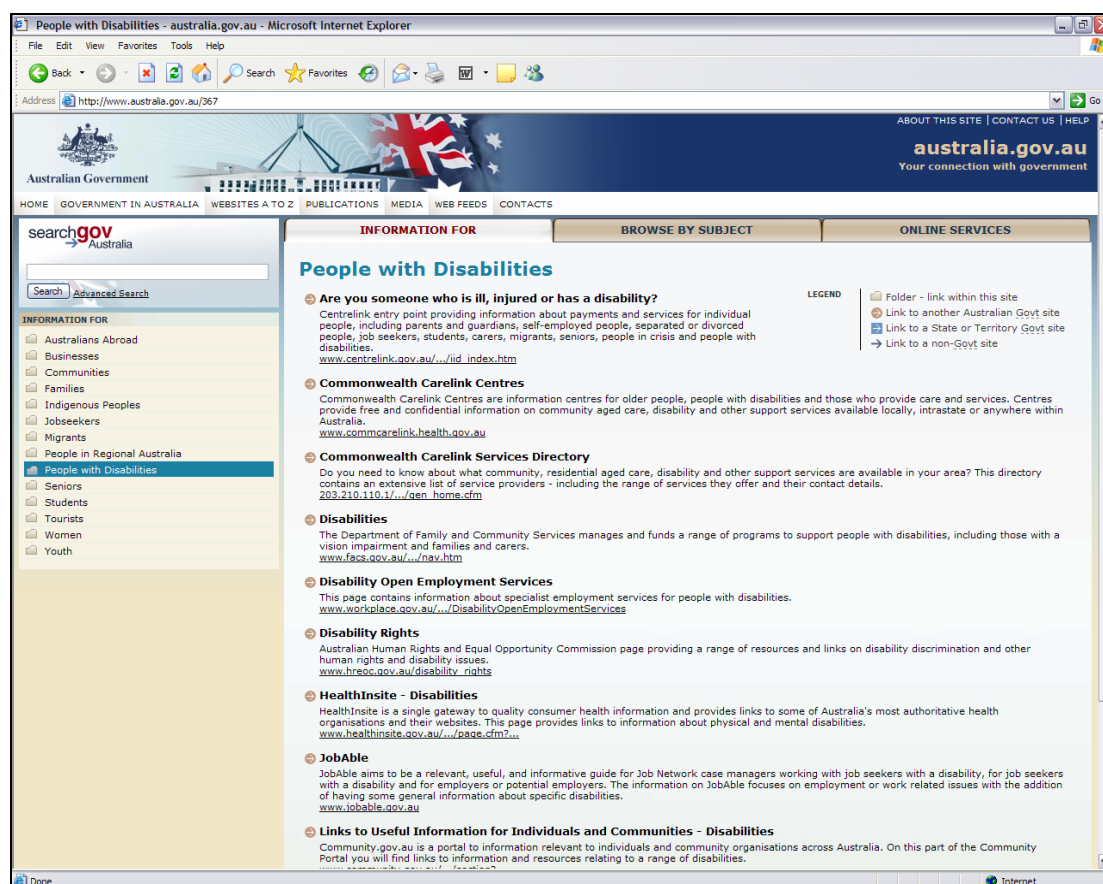 People with Disabilities - australia.gov.au - Microsoft Internet Explorer
File Edit View Favorites Tools Help
Back Search Favorites
Address http://www.australia.gov.au/367 Go
ABOUT THIS SITE | CONTACT US | HELP
australia.gov.au
Your connection with government
Australian Government
HOME GOVERNMENT IN AUSTRALIA WEBSITES A TO Z PUBLICATIONS MEDIA WEB FEEDS CONTACTS
searchgov
Australia
Search Advanced Search
INFORMATION FOR
Australians Abroad
Businesses
Communities
Families
Indigenous Peoples
Jobseekers
Migrants
People in Regional Australia
People with Disabilities
Seniors
Students
Tourists
Women
Youth
INFORMATION FOR BROWSE BY SUBJECT ONLINE SERVICES
People with Disabilities
LEGEND
Folder - link within this site
Link to another Australian Govt site
Link to a State or Territory Govt site
Link to a non-Govt site
Are you someone who is ill, injured or has a disability?
Centrelink entry point providing information about payments and services for individual
people, including parents and guardians, self-employed people, separated or divorced
people, job seekers, students, carers, migrants, seniors, people in crisis and people with
disabilities.
www.centrelink.gov.au/.../iid_index.htm
Commonwealth Carelink Centres
Commonwealth Carelink Centres are information centres for older people, people with disabilities and those who provide care and services. Centres
provide free and confidential information on community aged care, disability and other support services available locally, intrastate or anywhere within
Australia.
www.commcarelink.health.gov.au
Commonwealth Carelink Services Directory
Do you need to know about what community, residential aged care, disability and other support services are available in your area? This directory
contains an extensive list of service providers - including the range of services they offer and their contact details.
203.210.110.1/.../gen_home.cfm
Disabilities
The Department of Family and Community Services manages and funds a range of programs to support people with disabilities, including those with a
vision impairment and families and carers.
www.facs.gov.au/.../nav.htm
Disability Open Employment Services
This page contains information about specialist employment services for people with disabilities.
www.workplace.gov.au/.../DisabilityOpenEmploymentServices
Disability Rights
Australian Human Rights and Equal Opportunity Commission page providing a range of resources and links on disability discrimination and other
human rights and disability issues.
www.hreoc.gov.au/disability_rights
HealthInsite - Disabilities
HealthInsite is a single gateway to quality consumer health information and provides links to some of Australia's most authoritative health
organisations and their websites. This page provides links to information about physical and mental disabilities.
www.healthinsite.gov.au/.../page.cfm?...
JobAble
JobAble aims to be a relevant, useful, and informative guide for Job Network case managers working with job seekers with a disability, for job seekers
with a disability and for employers or potential employers. The information on JobAble focuses on employment or work related issues with the addition
of having some general information about specific disabilities.
www.jobable.gov.au
Links to Useful Information for Individuals and Communities - Disabilities
Community.gov.au is a portal to information relevant to individuals and community organisations across Australia. On this part of the Community
Portal you will find links to information and resources relating to a range of disabilities.
Done Internet